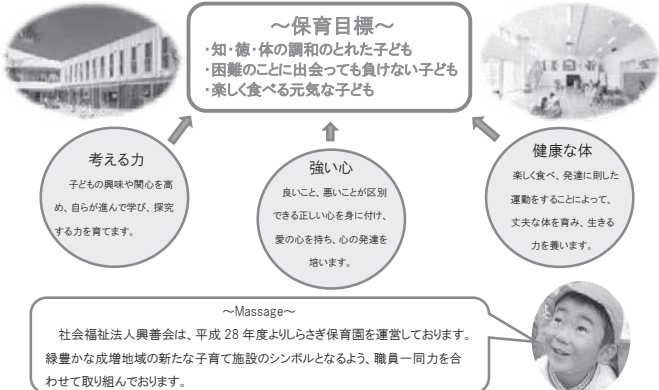 ～保育目標～
・知・徳・体の調和のとれた子ども
・困難のことに出会っても負けない子ども
・楽しく食べる元気な子ども
考える力
子どもの興味や関心を高
め、自らが進んで学び、探究
する力を育てます。
強い心
良いこと、悪いことが区別
できる正しい心を身に付け、
愛の心を持ち、心の発達を
培います。
健康な体
楽しく食べ、発達に則した
運動をすることによって、
丈夫な体を育み、生きる
力を養います。
～Massage～
社会福祉法人興善会は、平成 28 年度よりしらさぎ保育園を運営しております。
緑豊かな成増地域の新たな子育て施設のシンボルとなるよう、職員一同力を合
わせて取り組んでおります。